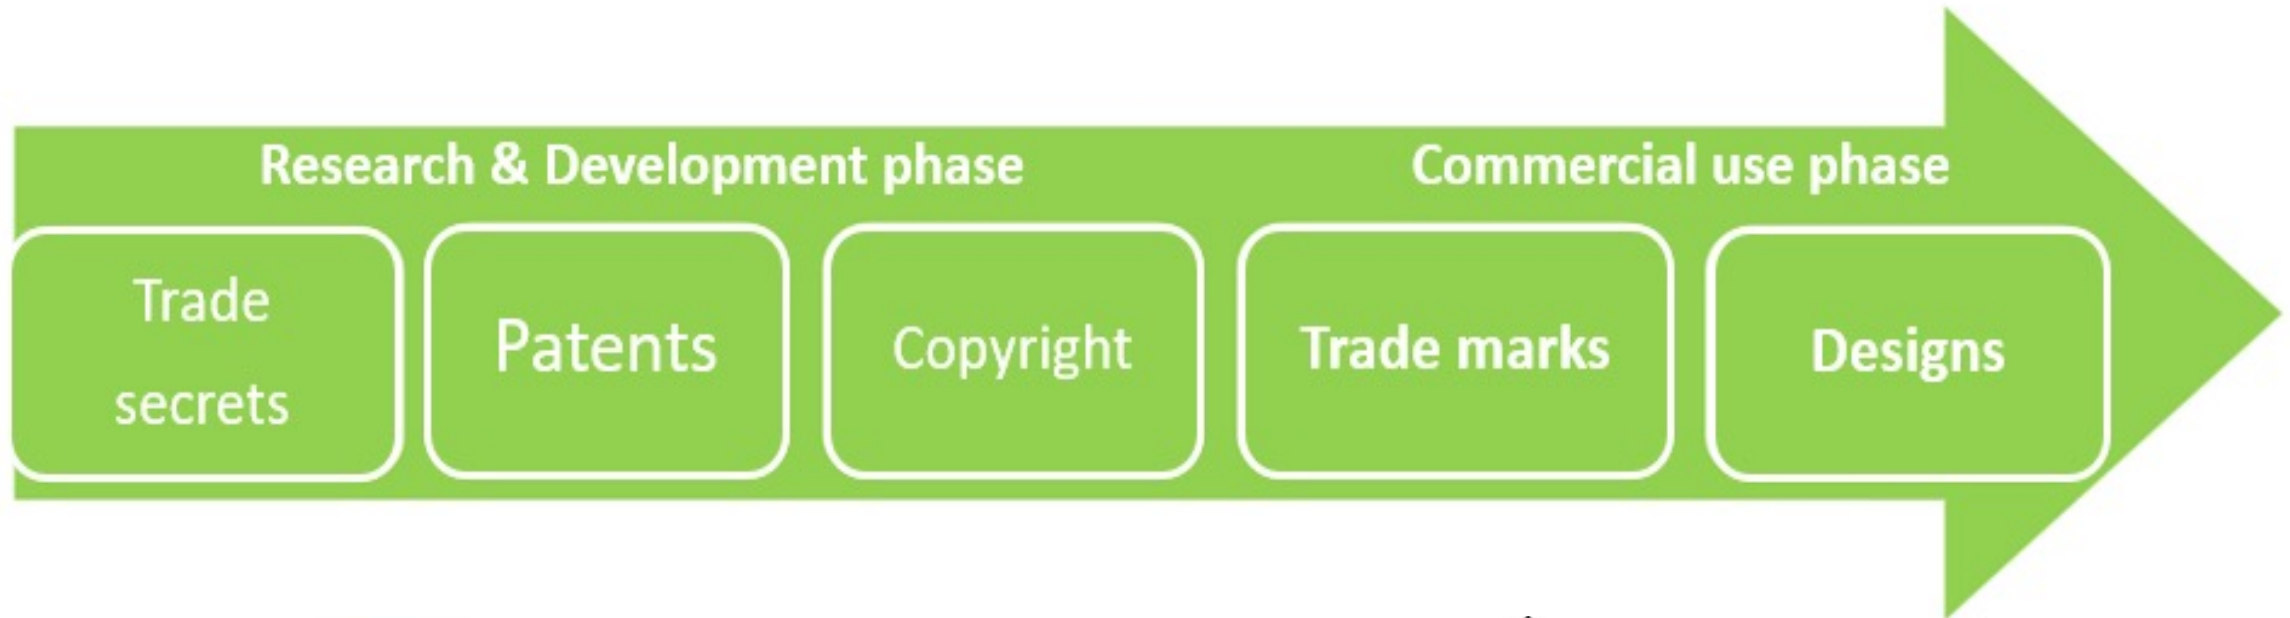 Research & Development phase
Commercial use phase
Trade
secrets
Patents
Copyright
Trade marks
Designs